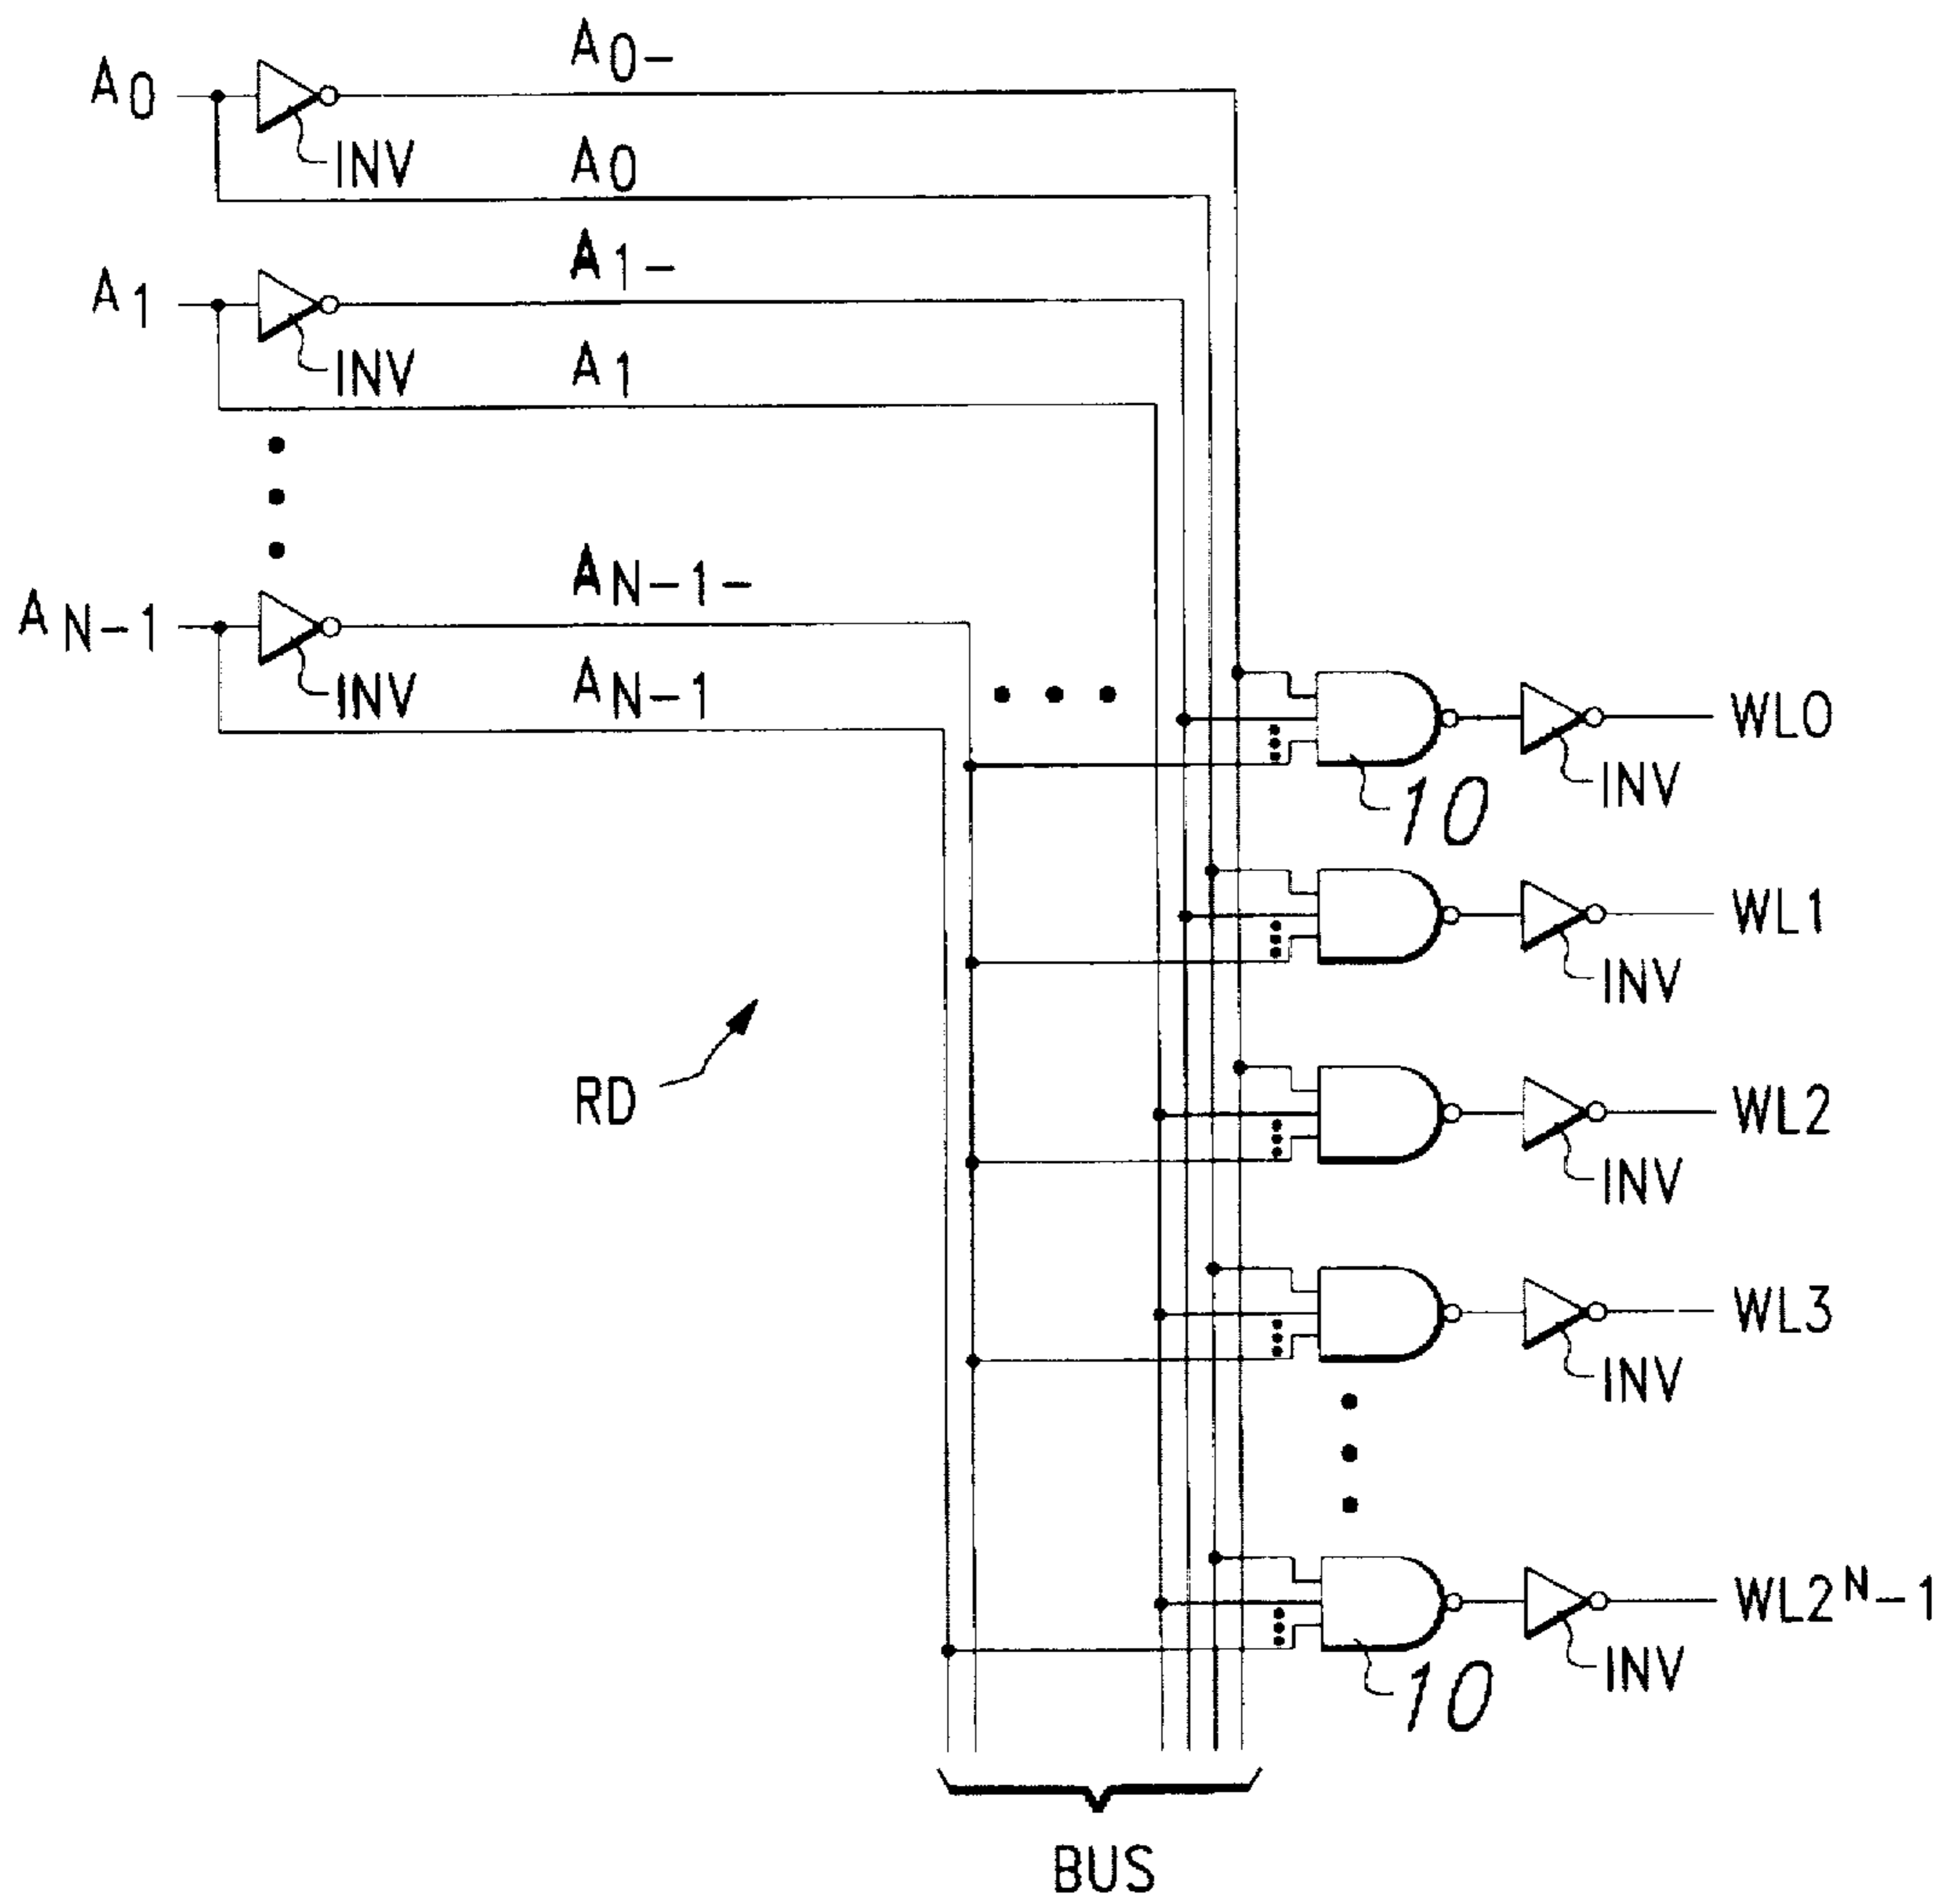 A0
A0-
INV
A0
A1
A1-
INV
A1
AN-1
AN-1-
INV
AN-1
WL0
INV
10
WL1
INV
RD
WL2
INV
WL3
INV
WL2^N-1
INV
10
BUS